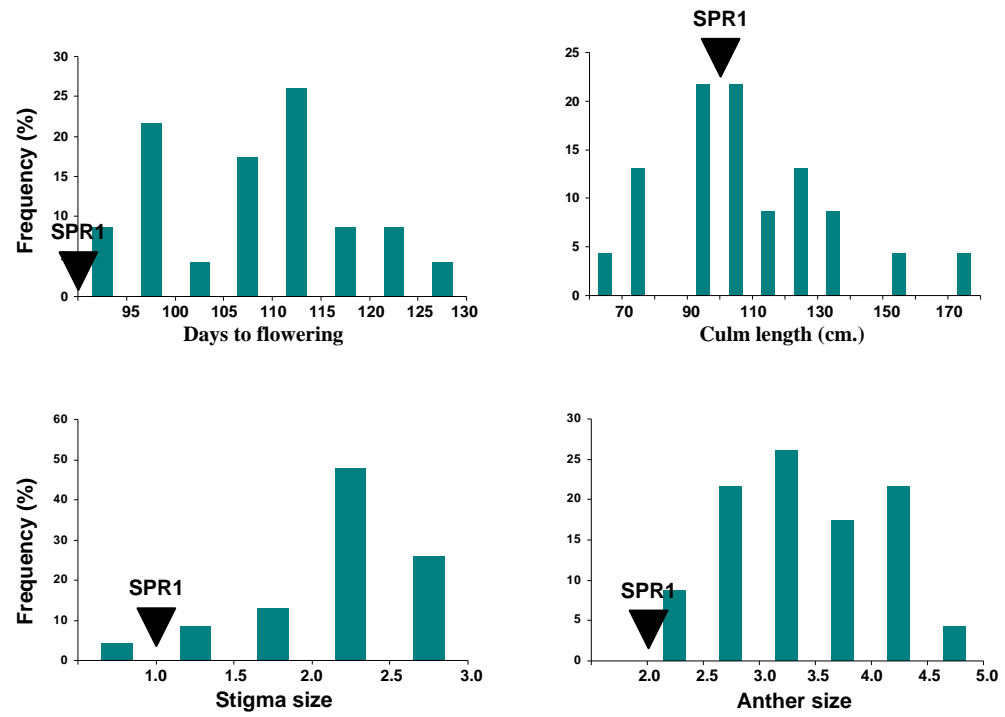 SPR1
30
25
20
15
10
5
0
Frequency (%)
SPR1
95 100 105 110 115 120 125 130
Days to flowering
25
20
15
10
5
0
70 90 110 130 150 170
Culm length (cm.)
60
50
40
30
20
10
0
Frequency (%)
SPR1
1.0 1.5 2.0 2.5 3.0
Stigma size
30
25
20
15
10
5
0
SPR1
2.0 2.5 3.0 3.5 4.0 4.5 5.0
Anther size